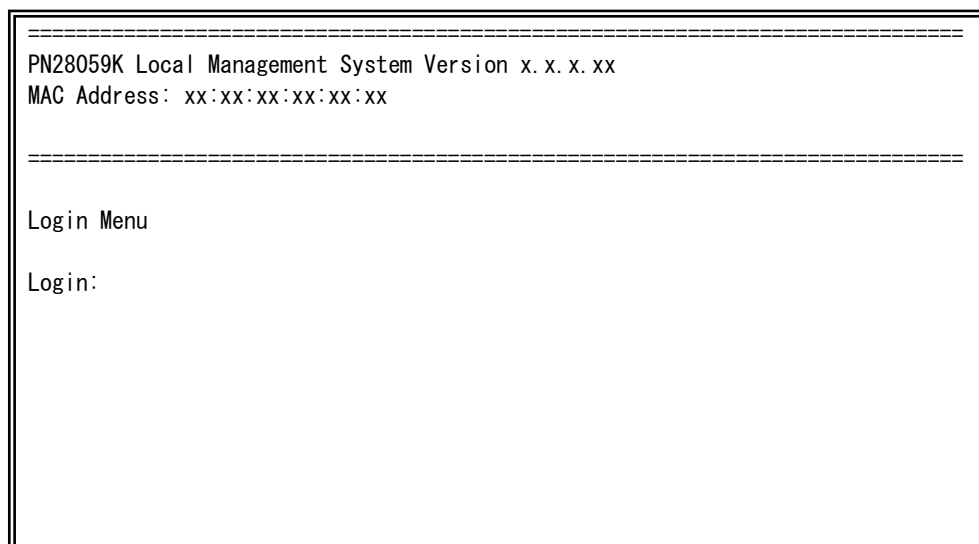 ==============================================================================
PN28059K Local Management System Version x.x.x.xx
MAC Address: xx:xx:xx:xx:xx:xx
==============================================================================
Login Menu
Login: